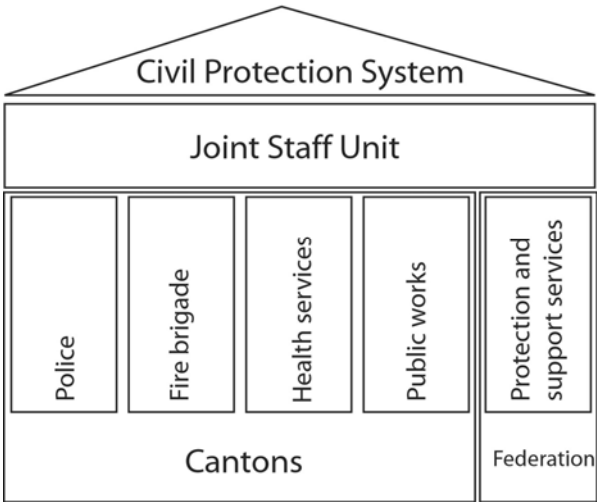 Civil Protection System
Joint Staff Unit
Police
Fire brigade
Health services
Public works
Protection and
support services
Cantons
Federation